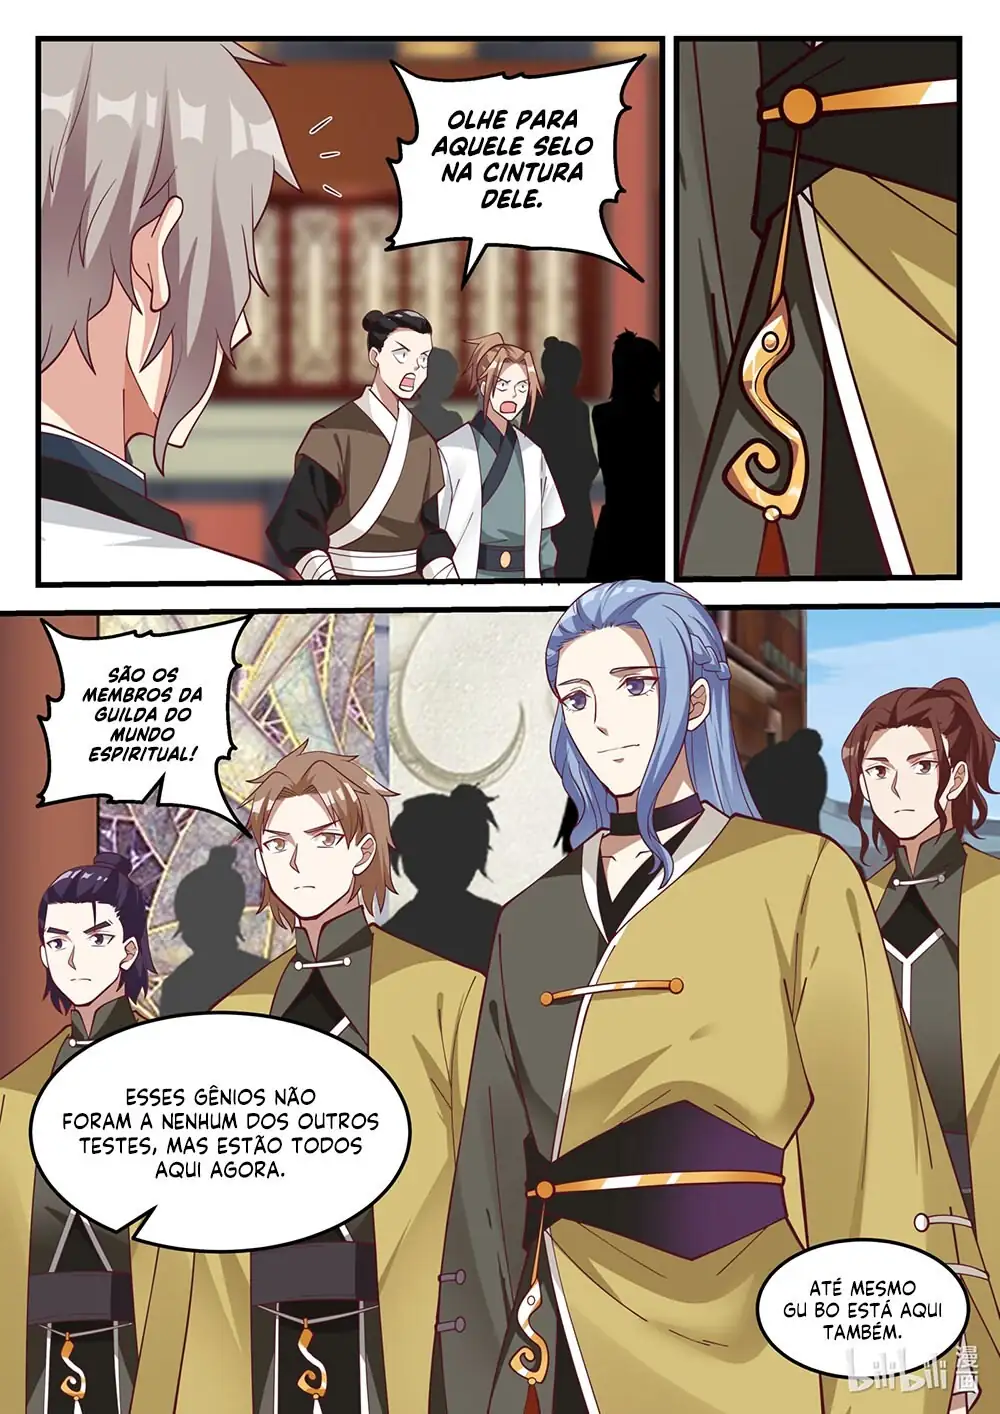 OLHE PARA
AQUELE SELO
NA CINTURA
DELE.
SÃO OS
MEMBROS DA
GUILDA DO
MUNDO
ESPIRITUAL!
ESSES GÊNIOS NÃO
FORAM A NENHUM DOS OUTROS
TESTES, MAS ESTÃO TODOS
AQUI AGORA.
ATÉ MESMO
GU BO ESTÁ AQUI
TAMBÉM.
bilibili 漫画